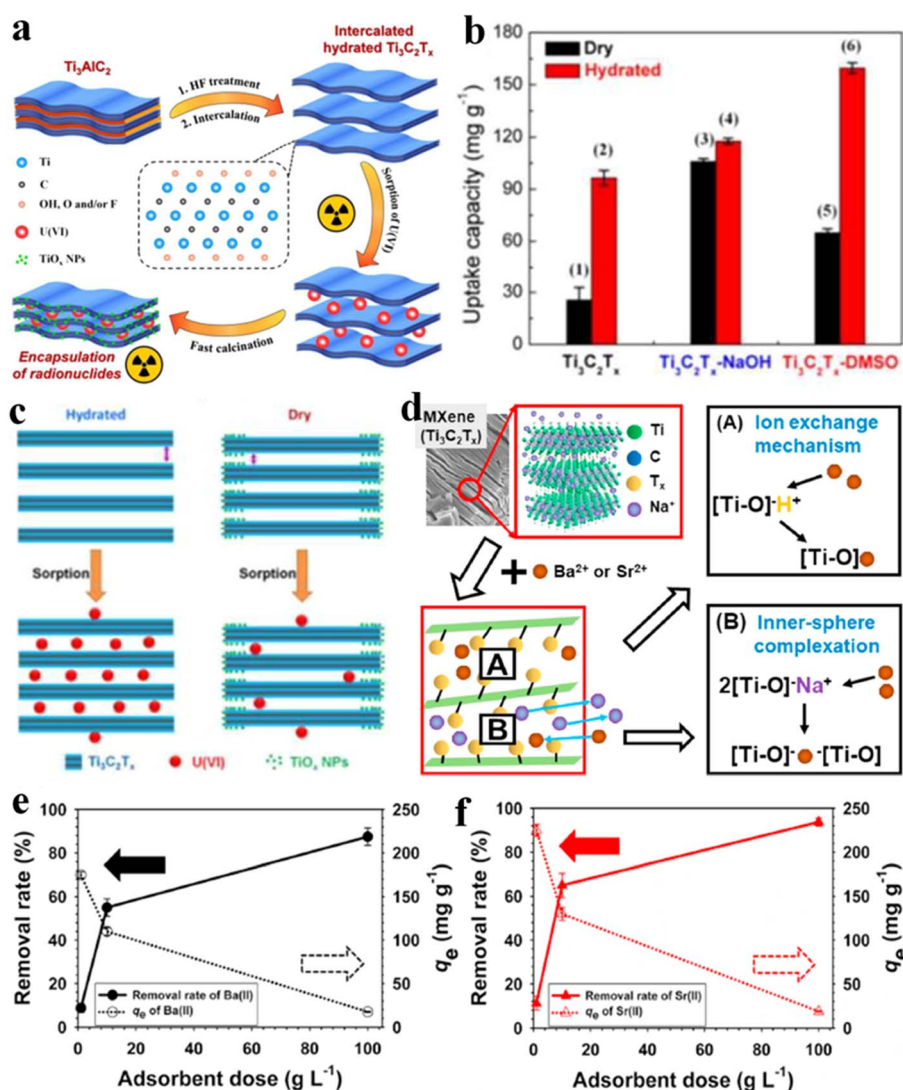 a
Ti₃AlC₂
1. HF treatment
2. Intercalation
Intercalated
hydrated Ti₃C₂Tₓ
Ti
C
OH, O and/or F
U(VI)
TiOₓ NPs
Sorption of U(VI)
Fast calcination
Encapsulation
of radionuclides
b
Dry
Hydrated
Uptake capacity (mg g⁻¹)
180
150
120
90
60
30
0
(1)
(2)
(3)
(4)
(5)
(6)
Ti₃C₂Tₓ
Ti₃C₂Tₓ-NaOH
Ti₃C₂Tₓ-DMSO
c
Hydrated
Dry
Sorption
Sorption
Ti₃C₂Tₓ
U(VI)
TiOₓ NPs
d
MXene
(Ti₃C₂Tₓ)
Ti
C
Tₓ
Na⁺
+
Ba²⁺ or Sr²⁺
A
B
(A)
Ion exchange
mechanism
[Ti-O]⁻H⁺
[Ti-O]
(B)
Inner-sphere
complexation
2[Ti-O]⁻Na⁺
[Ti-O]⁻ -[Ti-O]
e
Removal rate (%)
100
80
60
40
20
0
250
200
150
100
50
0
qₑ (mg g⁻¹)
Removal rate of Ba(II)
qₑ of Ba(II)
0 20 40 60 80 100
Adsorbent dose (g L⁻¹)
f
Removal rate (%)
100
80
60
40
20
0
250
200
150
100
50
0
qₑ (mg g⁻¹)
Removal rate of Sr(II)
qₑ of Sr(II)
0 20 40 60 80 100
Adsorbent dose (g L⁻¹)